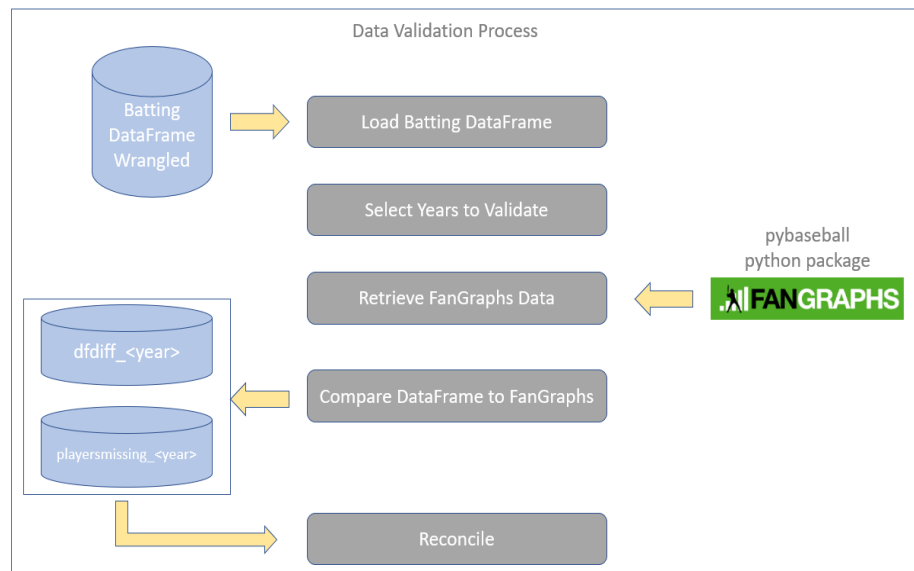 Data Validation Process
Batting
DataFrame
Wrangled
Load Batting DataFrame
Select Years to Validate
pybaseball
python package
Retrieve FanGraphs Data
FANGRAPHS
dfdiff_<year>
Compare DataFrame to FanGraphs
playersmissing_<year>
Reconcile